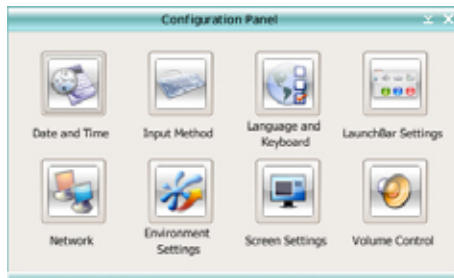 Configuration Panel
Date and Time
Input Method
Language and
Keyboard
LaunchBar Settings
Network
Environment
Settings
Screen Settings
Volume Control